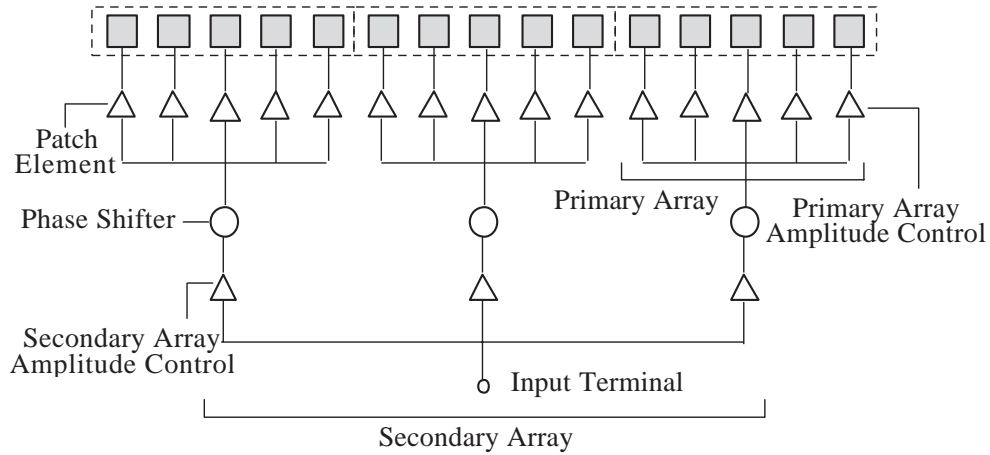 Patch
Element
Primary Array
Phase Shifter
Primary Array
Amplitude Control
Secondary Array
Amplitude Control
Input Terminal
Secondary Array